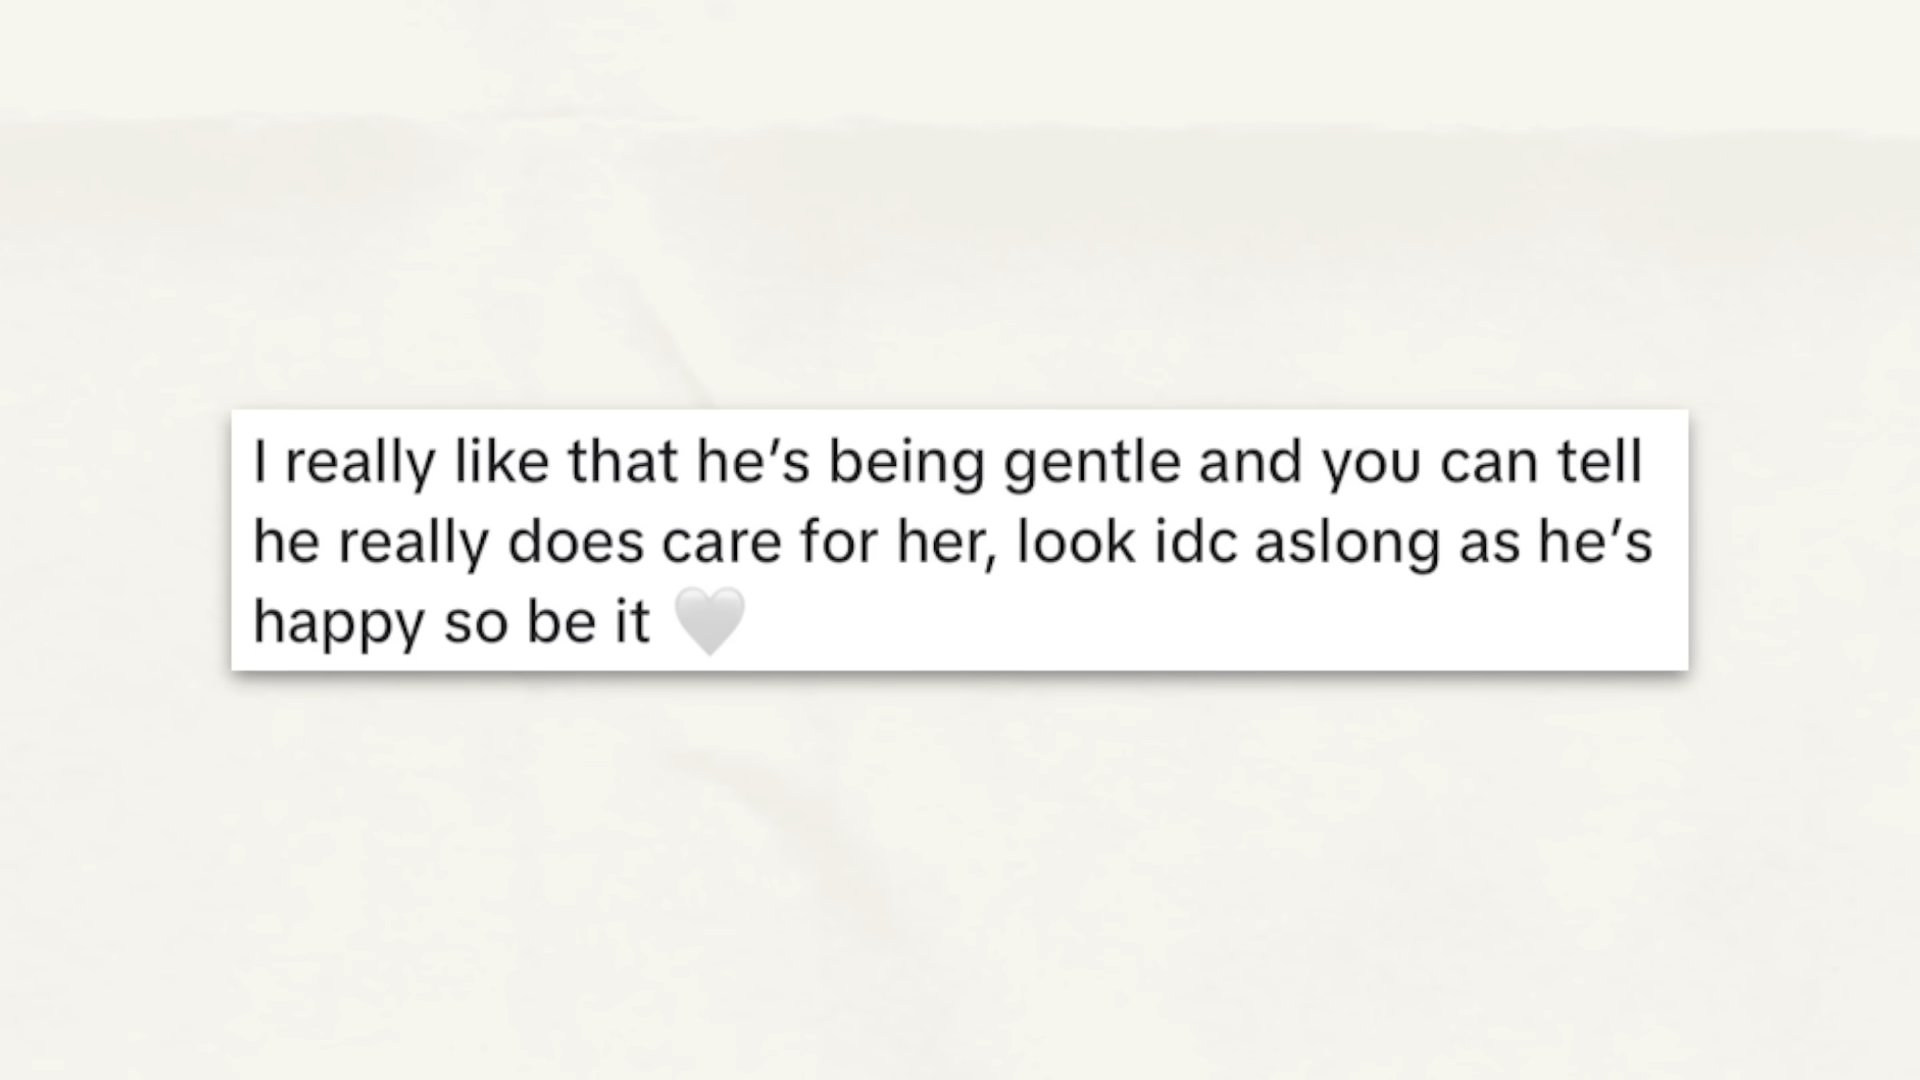 I really like that he’s being gentle and you can tell
he really does care for her, look idc aslong as he’s
happy so be it 🤍